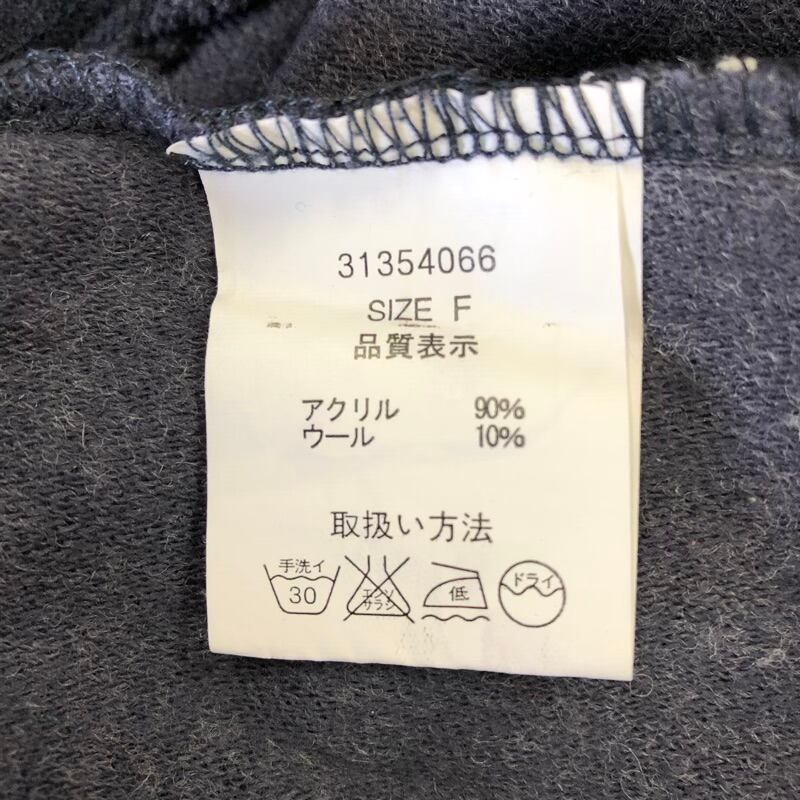 31354066
SIZE F
品質表示
アクリル 90%
ウール 10%
取扱い方法
手洗イ
30
エンソ
サラシ
低
ドライ